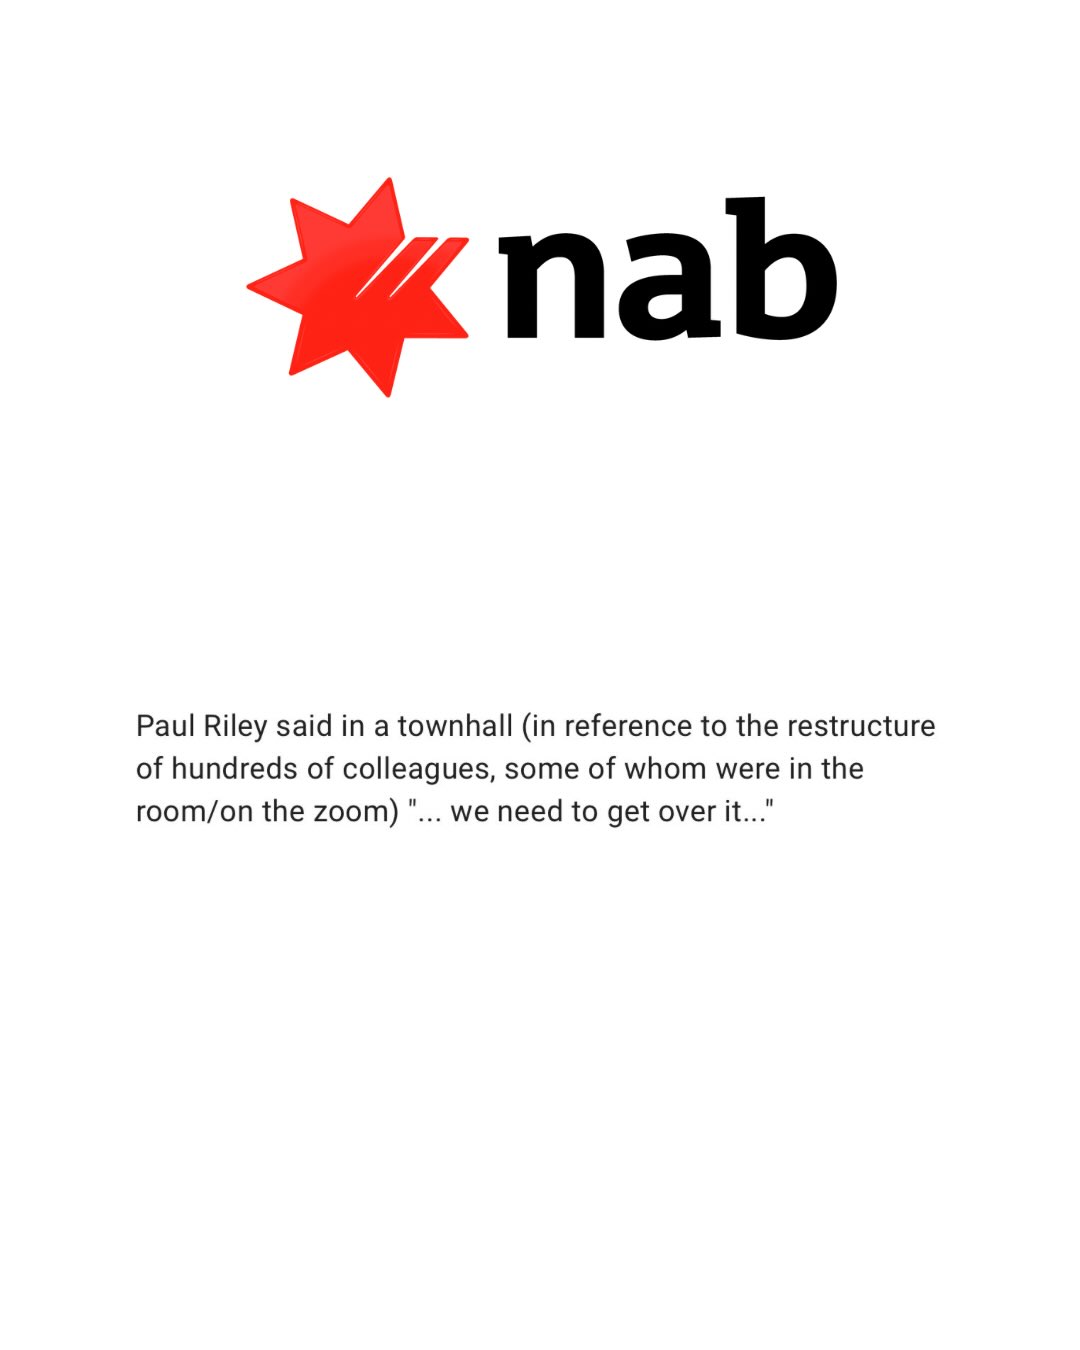 nab
Paul Riley said in a townhall (in reference to the restructure
of hundreds of colleagues, some of whom were in the
room/on the zoom) "... we need to get over it..."